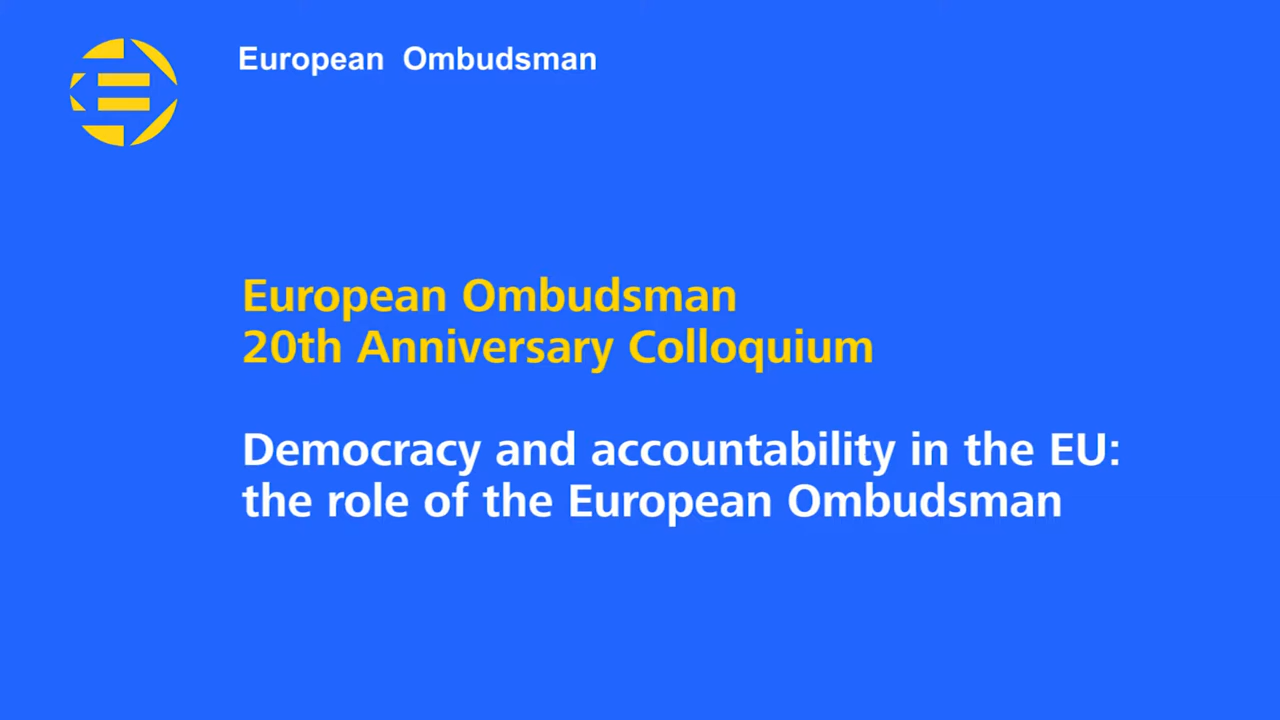 European Ombudsman
European Ombudsman
20th Anniversary Colloquium
Democracy and accountability in the EU:
the role of the European Ombudsman